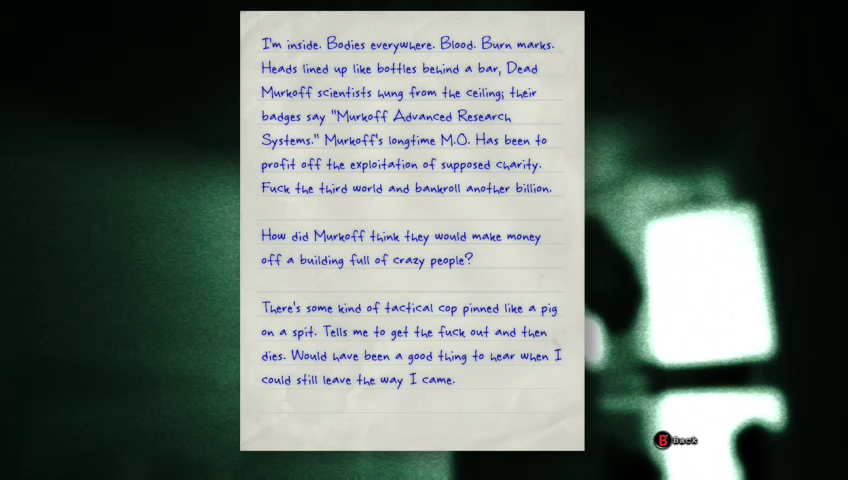 I'm inside. Bodies everywhere. Blood. Burn marks.
Heads lined up like bottles behind a bar, Dead
Murkoff scientists hung from the ceiling; their
badges say "Murkoff Advanced Research
Systems." Murkoff's longtime M.O. Has been to
profit off the exploitation of supposed charity.
Fuck the third world and bankroll another billion.
How did Murkoff think they would make money
off a building full of crazy people?
There's some kind of tactical cop pinned like a pig
on a spit. Tells me to get the fuck out and then
dies. Would have been a good thing to hear when I
could still leave the way I came.
B Back